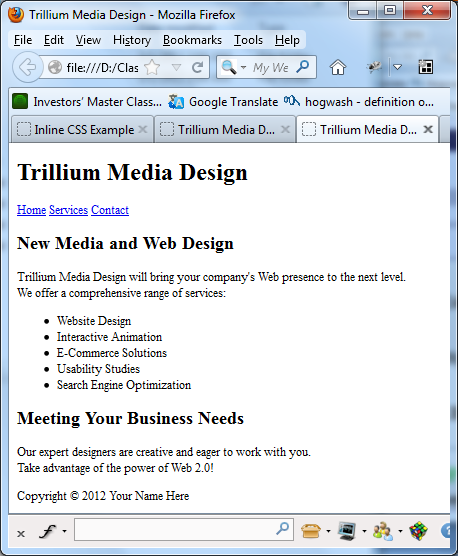 Trillium Media Design - Mozilla Firefox
File Edit View History Bookmarks Tools Help
file:///D:/Clas My We
Investors' Master Class... Google Translate hogwash - definition o...
Inline CSS Example Trillium Media D... Trillium Media D...
Trillium Media Design
Home Services Contact
New Media and Web Design
Trillium Media Design will bring your company's Web presence to the next level.
We offer a comprehensive range of services:
• Website Design
• Interactive Animation
• E-Commerce Solutions
• Usability Studies
• Search Engine Optimization
Meeting Your Business Needs
Our expert designers are creative and eager to work with you.
Take advantage of the power of Web 2.0!
Copyright © 2012 Your Name Here